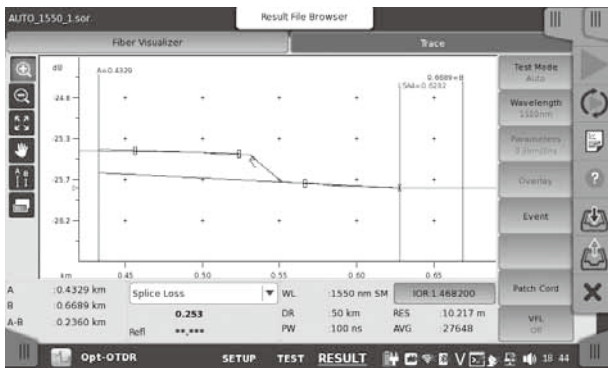 AUTO_1550_1.sor
Result File Browser
Fiber Visualizer
Trace
dB
A=0.4329
0.6689=B
LSA4=0.6282
-24.8
-25.3
-25.7
-26.2
km
0.45
0.50
0.55
0.60
0.65
Test Mode
Auto
Wavelength
1550nm
Parameters
Overlay
Event
Patch Cord
VFL
Off
A :0.4329 km
B :0.6689 km
A-B :0.2360 km
Splice Loss
0.253
Refl **.***
WL :1550 nm SM
IOR:1.468200
DR :50 km RES :10.217 m
PW :100 ns AVG :27648
Opt-OTDR
SETUP
TEST
RESULT
18 44